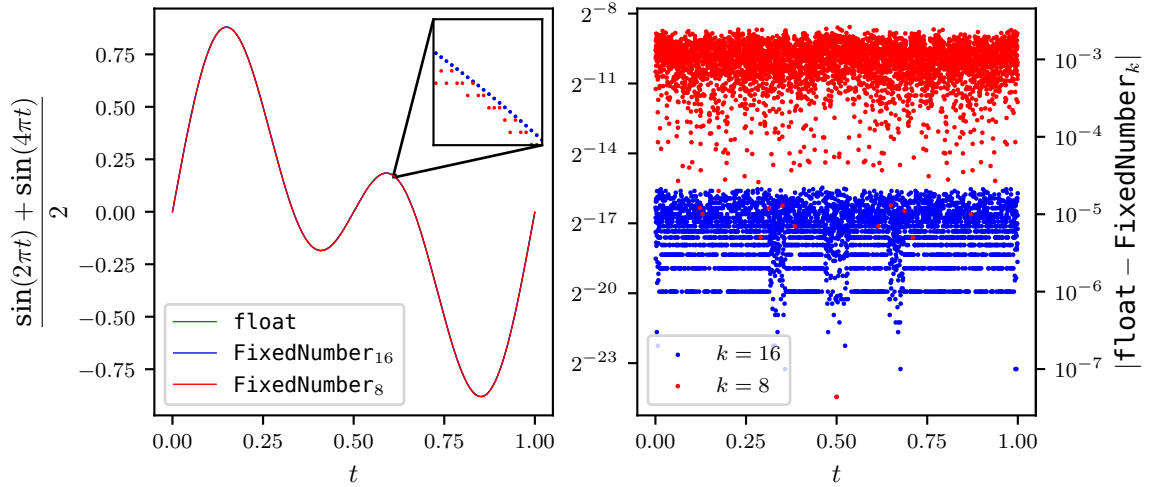 sin(2πt) + sin(4πt)
2
0.75
0.50
0.25
0.00
−0.25
−0.50
−0.75
float
FixedNumber₁₆
FixedNumber₈
0.00 0.25 0.50 0.75 1.00
t
2⁻⁸
2⁻¹¹
2⁻¹⁴
2⁻¹⁷
2⁻²⁰
2⁻²³
k = 16
k = 8
0.00 0.25 0.50 0.75 1.00
t
10⁻³
10⁻⁴
10⁻⁵
10⁻⁶
10⁻⁷
|float − FixedNumberₖ|